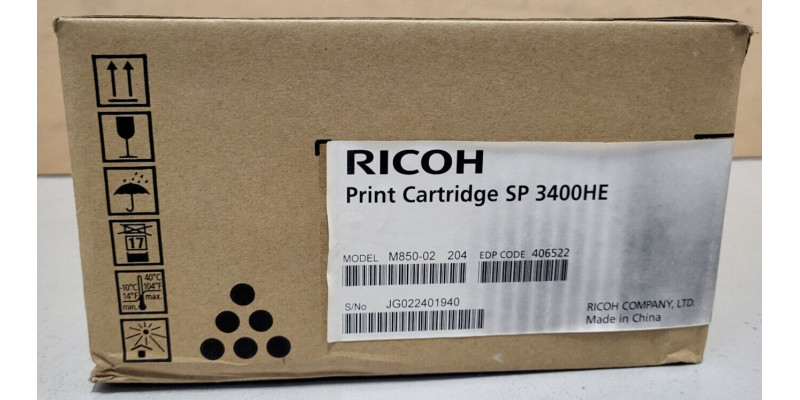 RICOH
Print Cartridge SP 3400HE
MODEL M850-02 204 EDP CODE 406522
S/No JG022401940
RICOH COMPANY, LTD.
Made in China
17
40°C
-10°C 104°F
14°F max.
min.